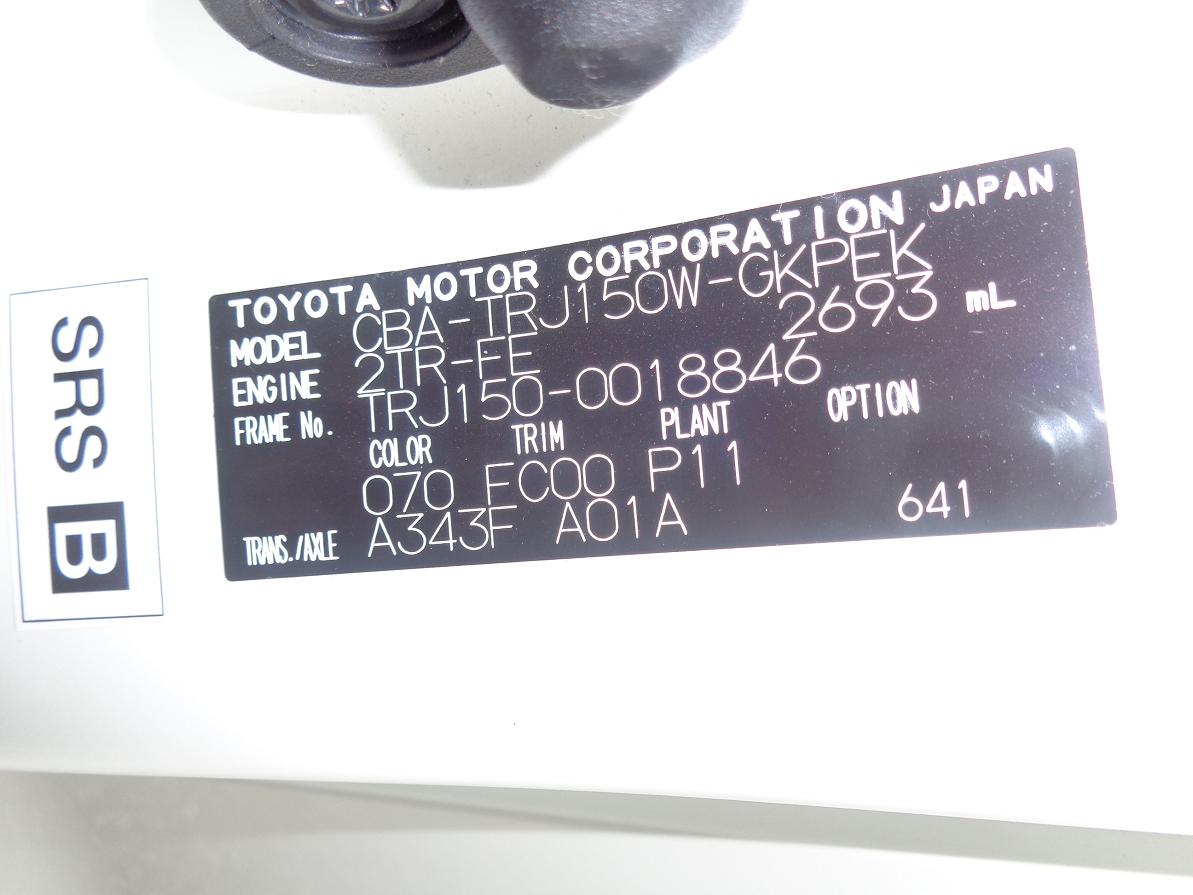 TOYOTA MOTOR CORPORATION JAPAN
MODEL CBA-TRJ150W-GKPEK
ENGINE 2TR-FE 2693 mL
FRAME No. TRJ150-0018846
COLOR TRIM PLANT OPTION
070 FC00 P11
TRANS./AXLE A343F A01A 641
SRS B